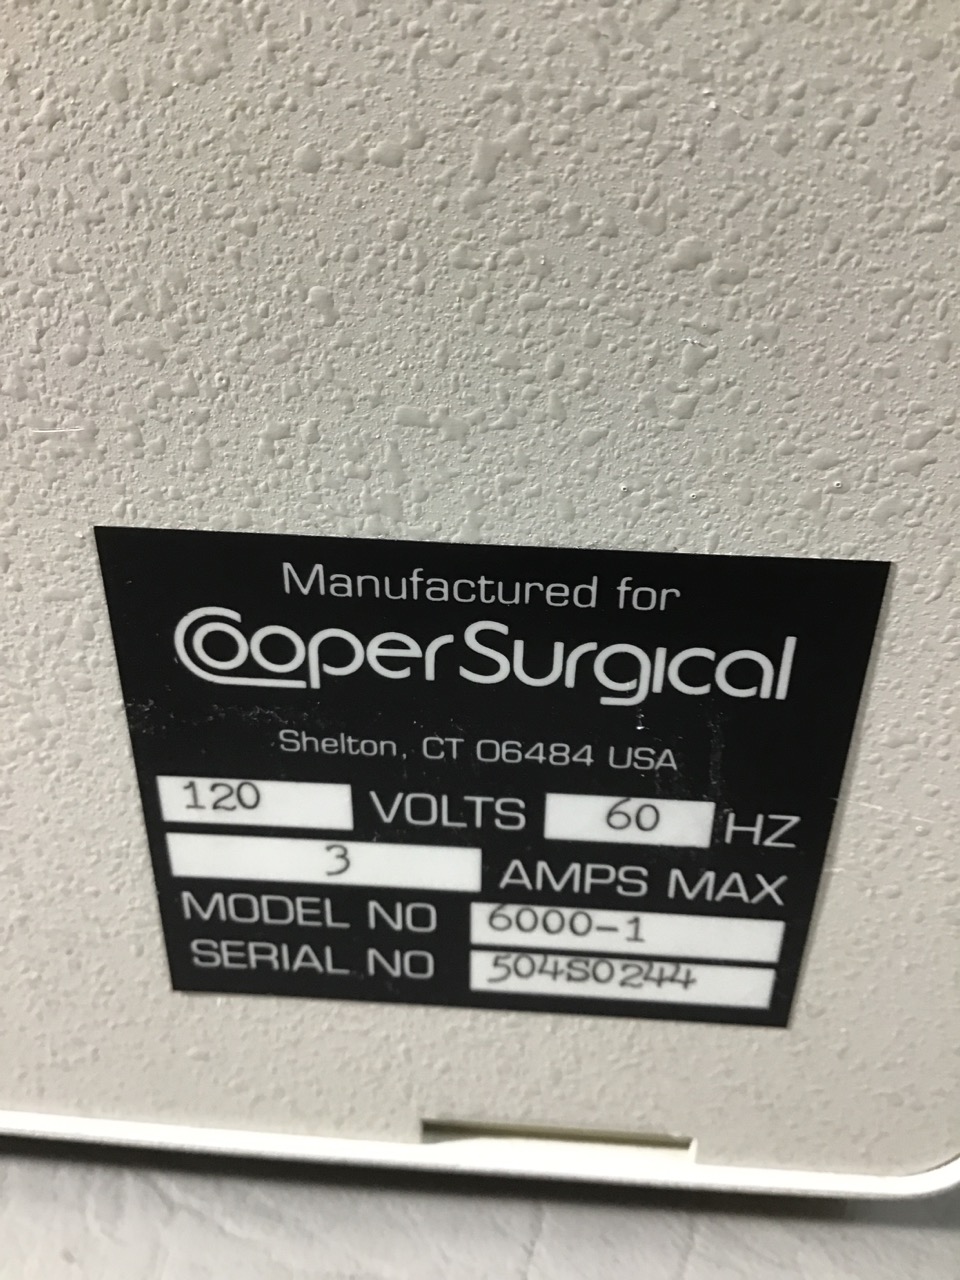 Manufactured for
CooperSurgical
Shelton, CT 06484 USA
120 VOLTS 60 HZ
3 AMPS MAX
MODEL NO 6000-1
SERIAL NO 504S0244